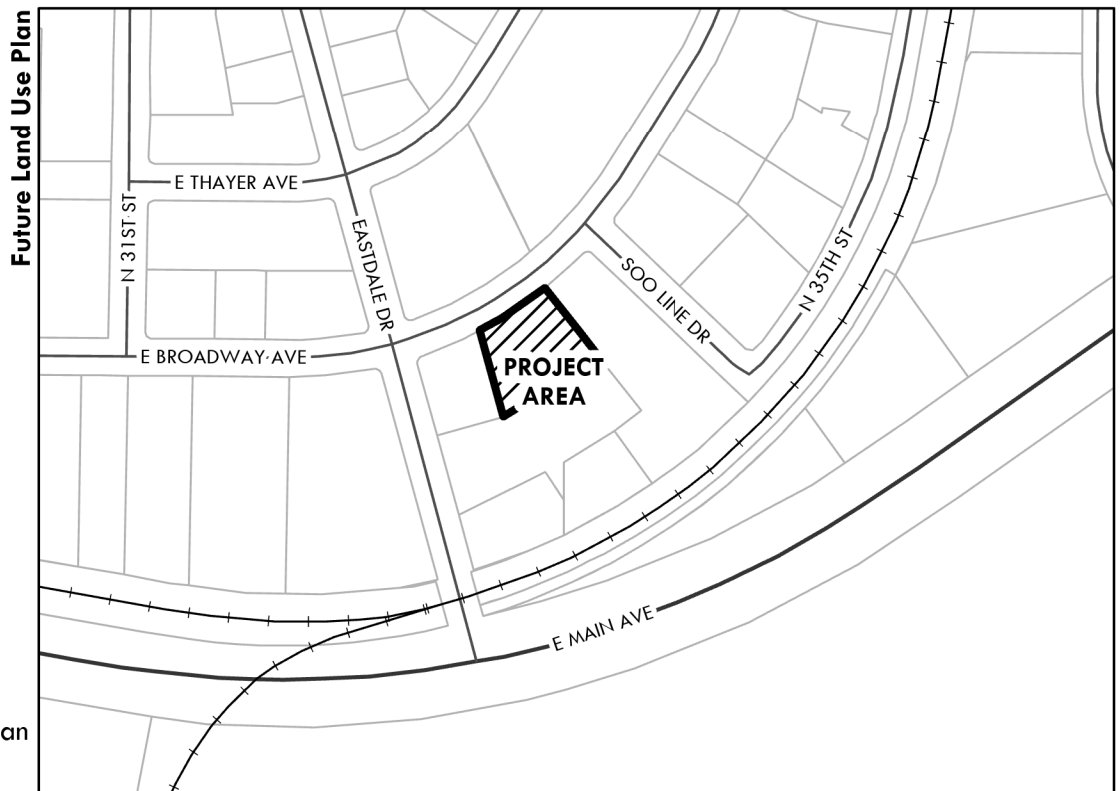 Future Land Use Plan
E THAYER AVE
N 31ST ST
EASTDALE DR
SOO LINE DR
N 35TH ST
E BROADWAY AVE
PROJECT
AREA
E MAIN AVE
an